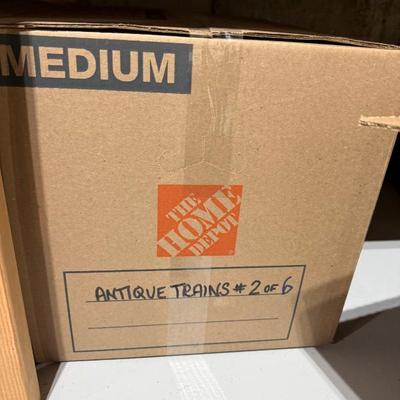 MEDIUM
THE
HOME
DEPOT
ANTIQUE TRAINS # 2 OF 6